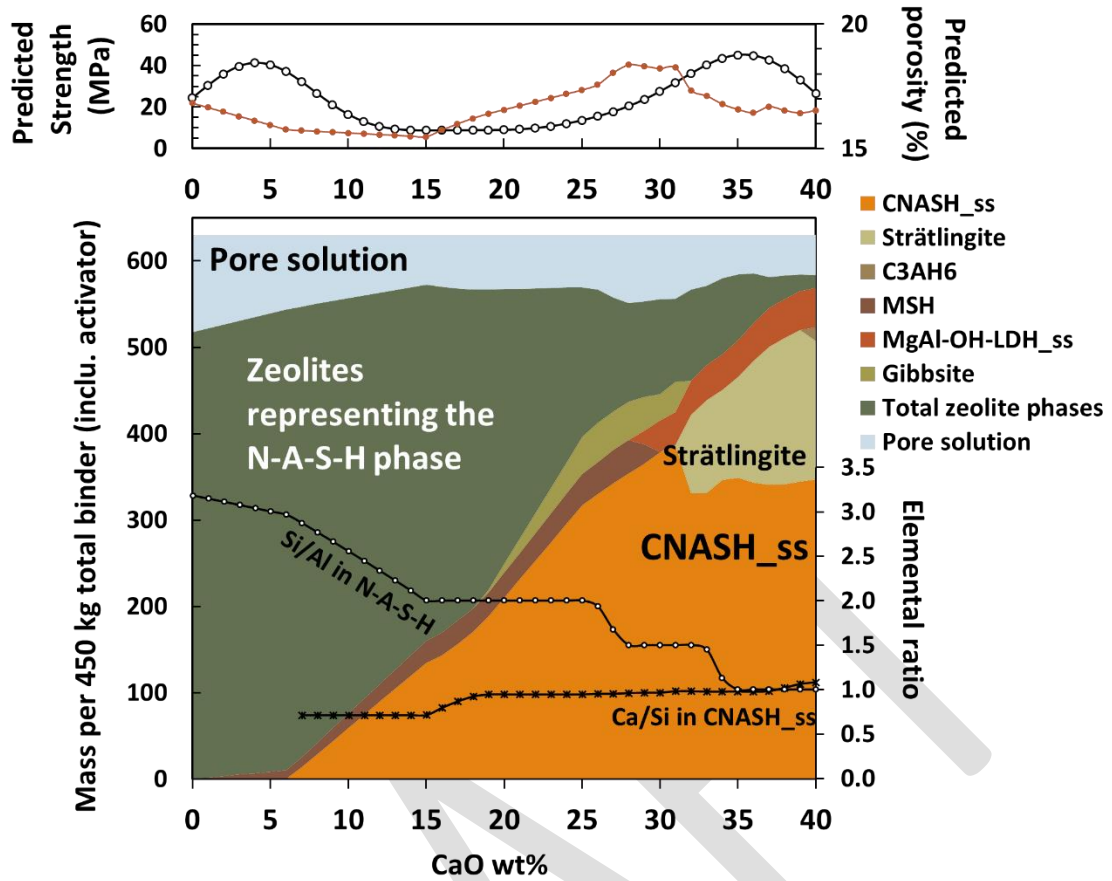 Predicted
Strength
(MPa)
60
40
20
0
20
15
Predicted
porosity (%)
0 5 10 15 20 25 30 35 40
Mass per 450 kg total binder (inclu. activator)
600
500
400
300
200
100
0
Pore solution
Zeolites
representing the
N-A-S-H phase
Si/Al in N-A-S-H
Strätlingite
CNASH_ss
Ca/Si in CNASH_ss
CNASH_ss
Strätlingite
C3AH6
MSH
MgAl-OH-LDH_ss
Gibbsite
Total zeolite phases
Pore solution
3.5
3.0
2.5
2.0
1.5
1.0
0.5
0.0
Elemental ratio
0 5 10 15 20 25 30 35 40
CaO wt%